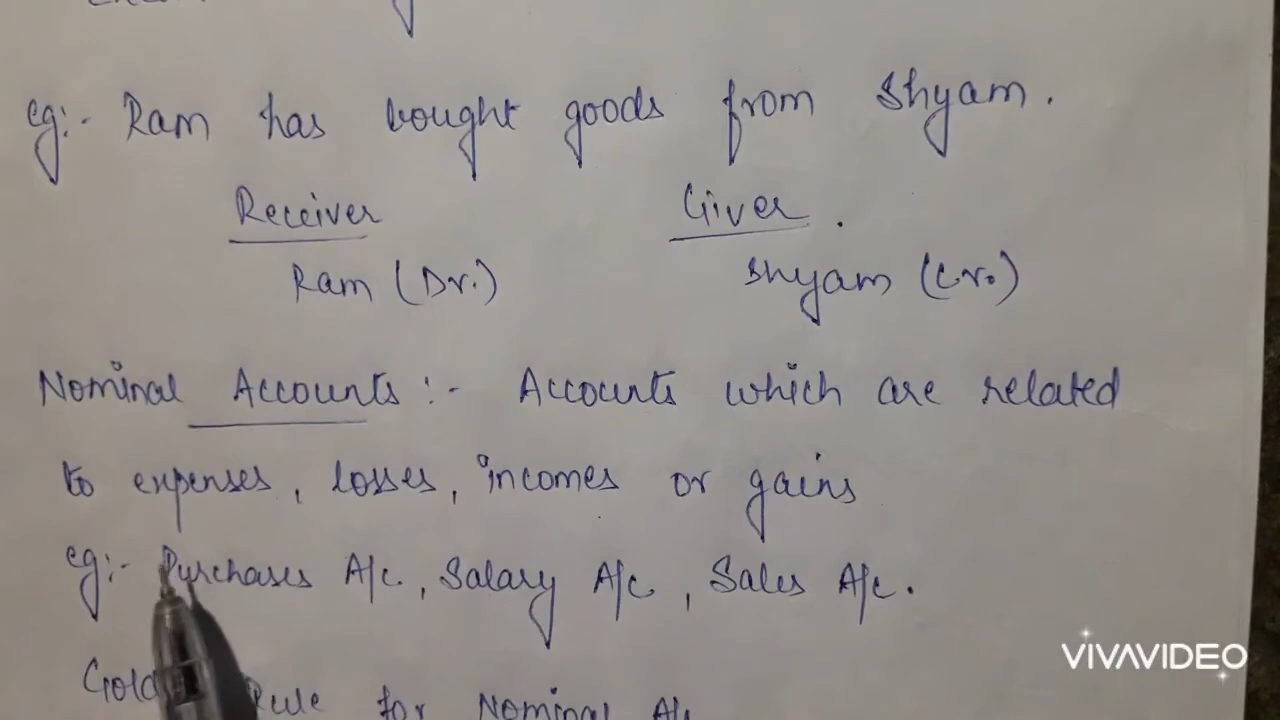 eg:- Ram has bought goods from Shyam.
Receiver Giver.
Ram (Dr.) Shyam (Cr.)
Nominal Accounts :- Accounts which are related
to expenses, losses, incomes or gains
eg:- Purchases A/c, Salary A/c, Sales A/c.
Rule for Nominal A/c
VIVAVIDEO